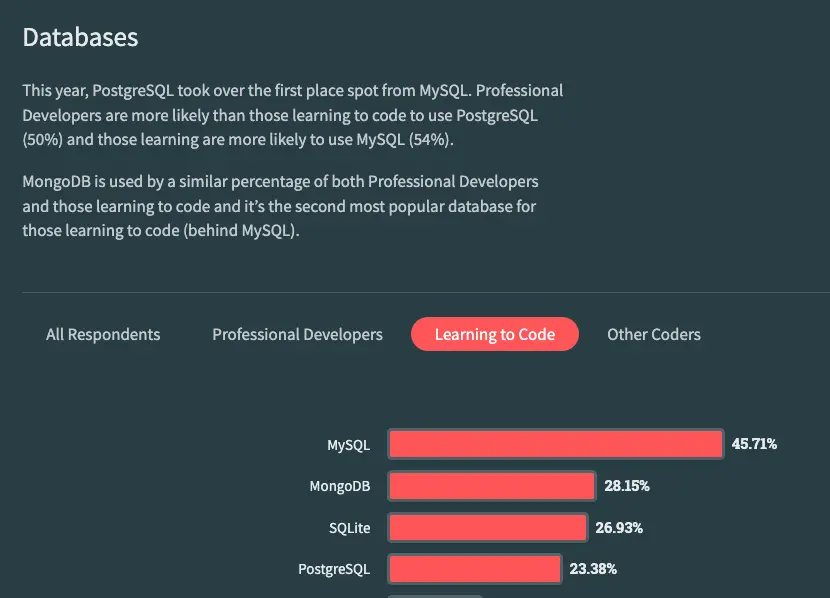 Databases
This year, PostgreSQL took over the first place spot from MySQL. Professional
Developers are more likely than those learning to code to use PostgreSQL
(50%) and those learning are more likely to use MySQL (54%).
MongoDB is used by a similar percentage of both Professional Developers
and those learning to code and it’s the second most popular database for
those learning to code (behind MySQL).
All Respondents Professional Developers Learning to Code Other Coders
MySQL 45.71%
MongoDB 28.15%
SQLite 26.93%
PostgreSQL 23.38%